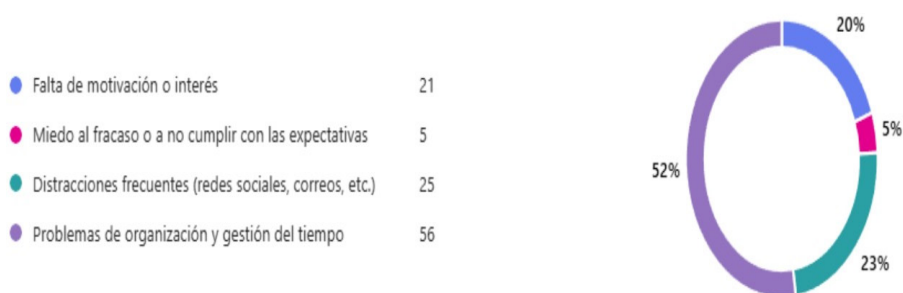 Falta de motivación o interés 21
Miedo al fracaso o a no cumplir con las expectativas 5
Distracciones frecuentes (redes sociales, correos, etc.) 25
Problemas de organización y gestión del tiempo 56
20%
5%
52%
23%